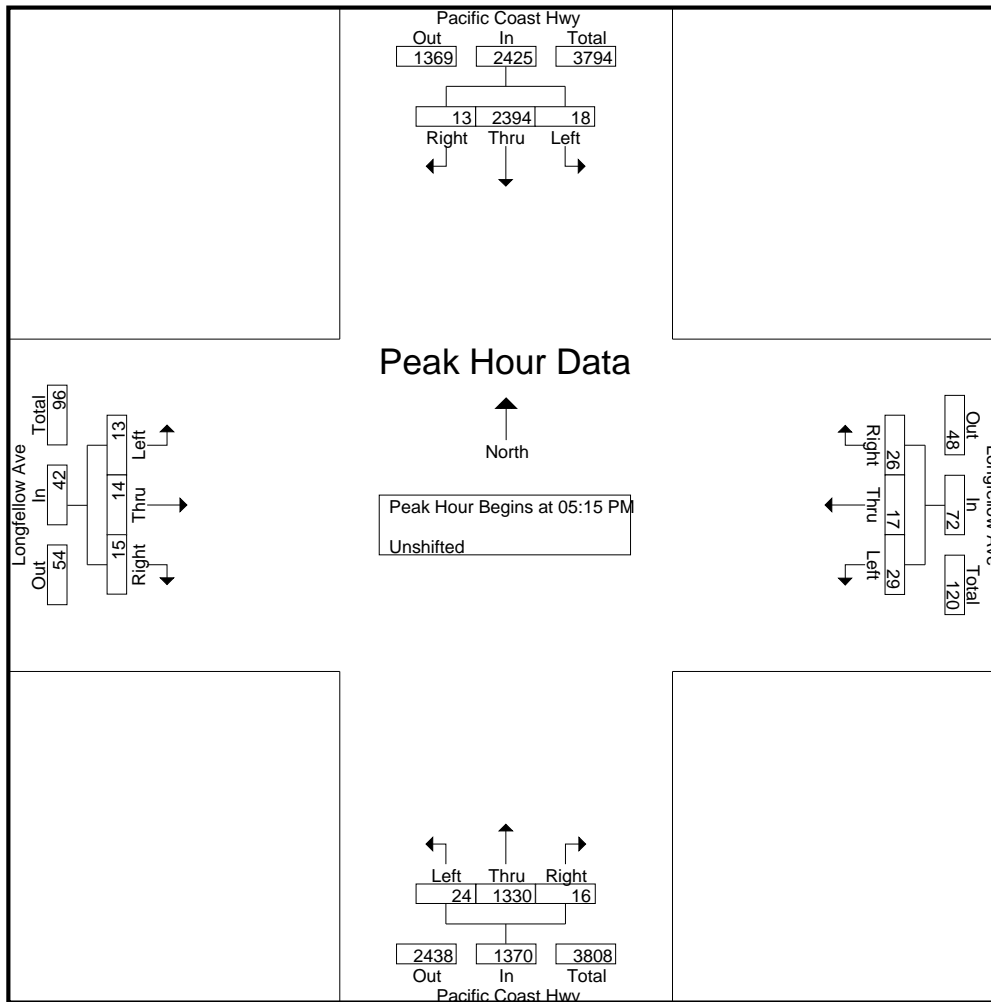 Pacific Coast Hwy
Out In Total
1369 2425 3794
13 2394 18
Right Thru Left
Peak Hour Data
North
Peak Hour Begins at 05:15 PM
Unshifted
Longfellow Ave
Total In Out
96 42 54
13 14 15
Left Thru Right
Longfellow Ave
Out In Total
48 72 120
26 17 29
Right Thru Left
Left Thru Right
24 1330 16
2438 1370 3808
Out In Total
Pacific Coast Hwy